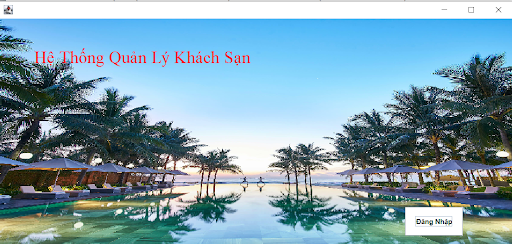 Hệ Thống Quản Lý Khách Sạn
Đăng Nhập